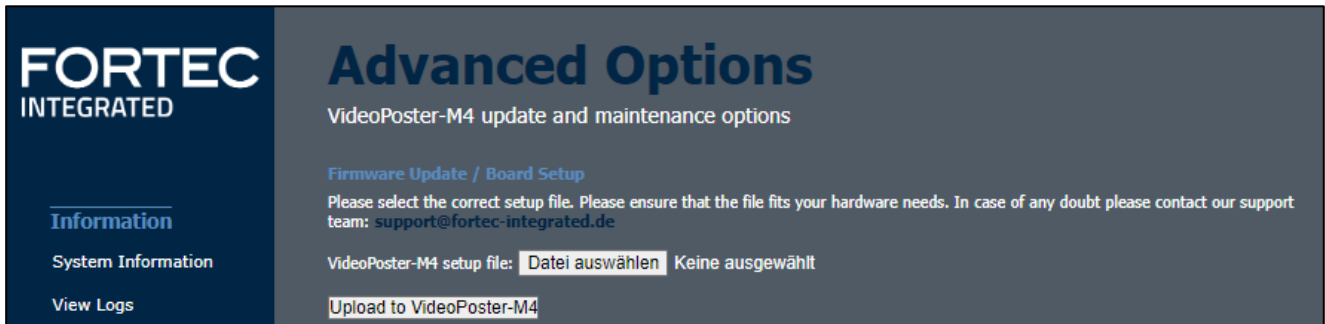 FORTEC
INTEGRATED
Information
System Information
View Logs
Advanced Options
VideoPoster-M4 update and maintenance options
Firmware Update / Board Setup
Please select the correct setup file. Please ensure that the file fits your hardware needs. In case of any doubt please contact our support
team: support@fortec-integrated.de
VideoPoster-M4 setup file: Datei auswählen Keine ausgewählt
Upload to VideoPoster-M4